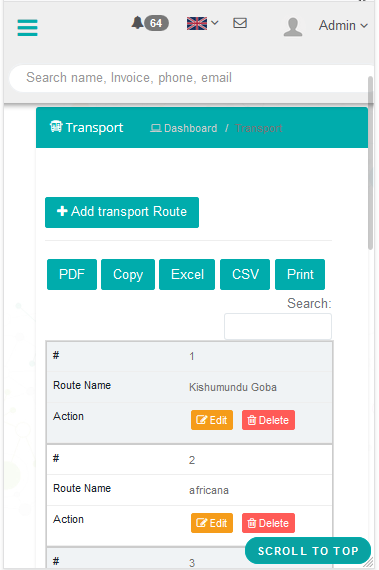 64
Admin
Search name, Invoice, phone, email
Transport
Dashboard / Transport
Add transport Route
PDF Copy Excel CSV Print
Search:
# 1
Route Name Kishumundu Goba
Action Edit Delete
# 2
Route Name africana
Action Edit Delete
# 3
SCROLL TO TOP